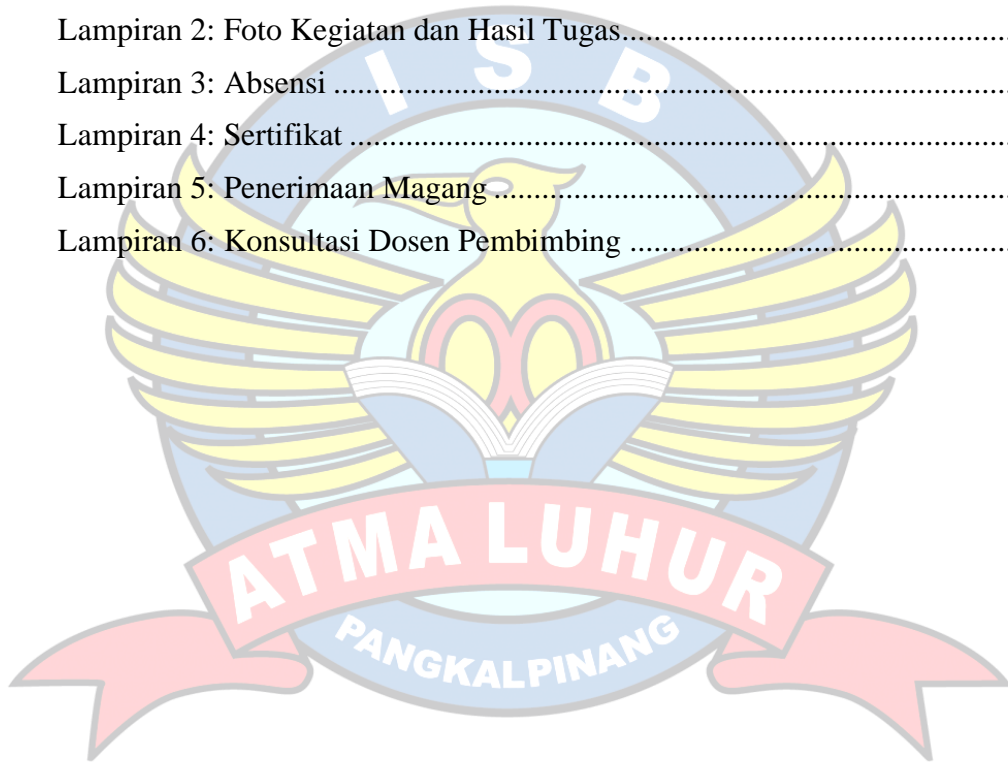 Lampiran 2: Foto Kegiatan dan Hasil Tugas...............................................
Lampiran 3: Absensi ....................................................................................
Lampiran 4: Sertifikat ..................................................................................
Lampiran 5: Penerimaan Magang ...............................................................
Lampiran 6: Konsultasi Dosen Pembimbing ..............................................
I S B
ATMA LUHUR
PANGKALPINANG